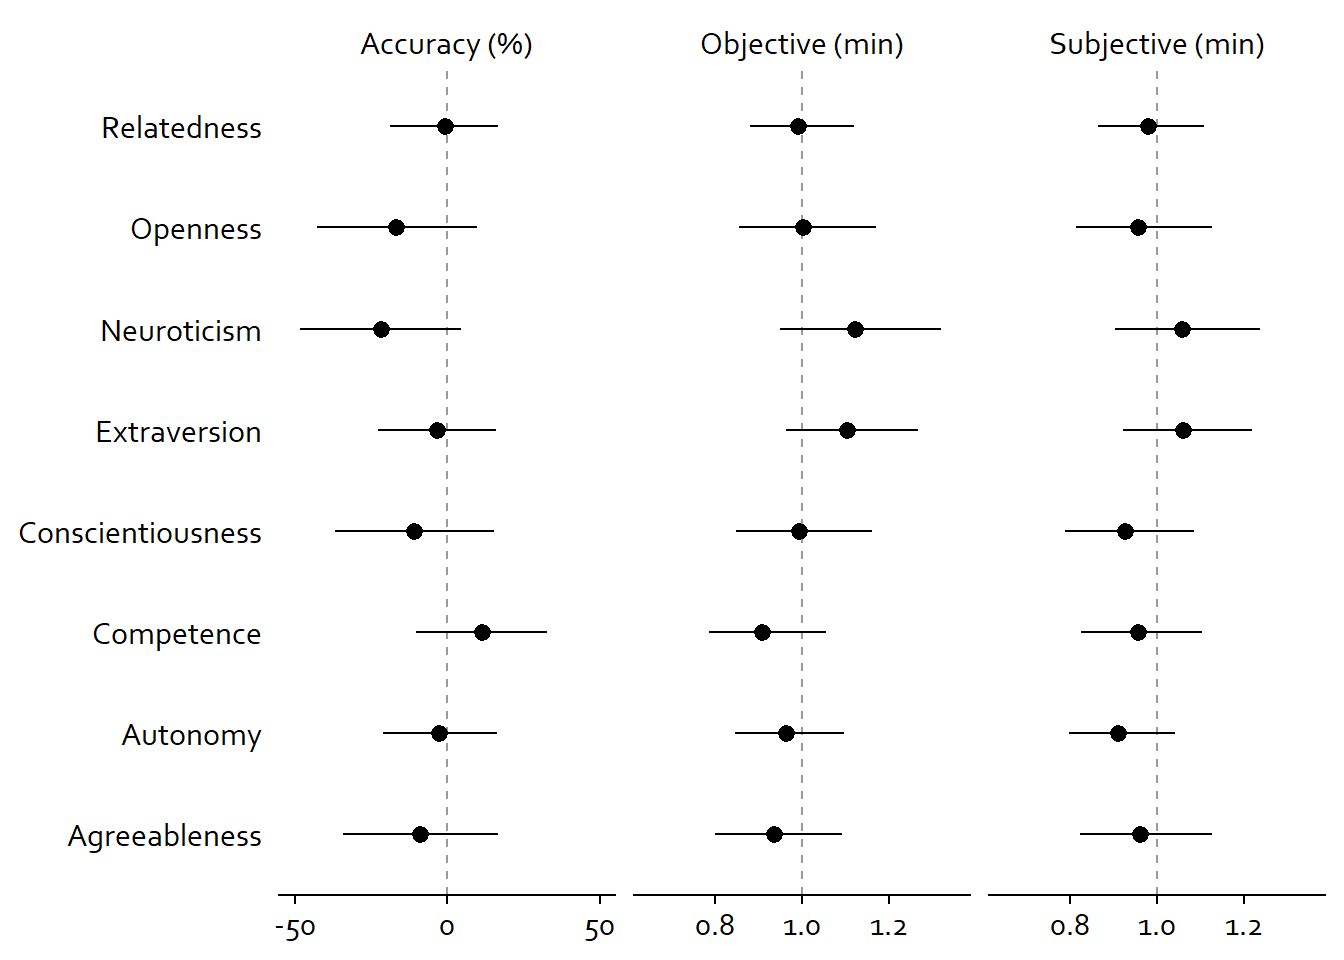 Accuracy (%) Objective (min) Subjective (min)
Relatedness
Openness
Neuroticism
Extraversion
Conscientiousness
Competence
Autonomy
Agreeableness
-50 0 50 0.8 1.0 1.2 0.8 1.0 1.2